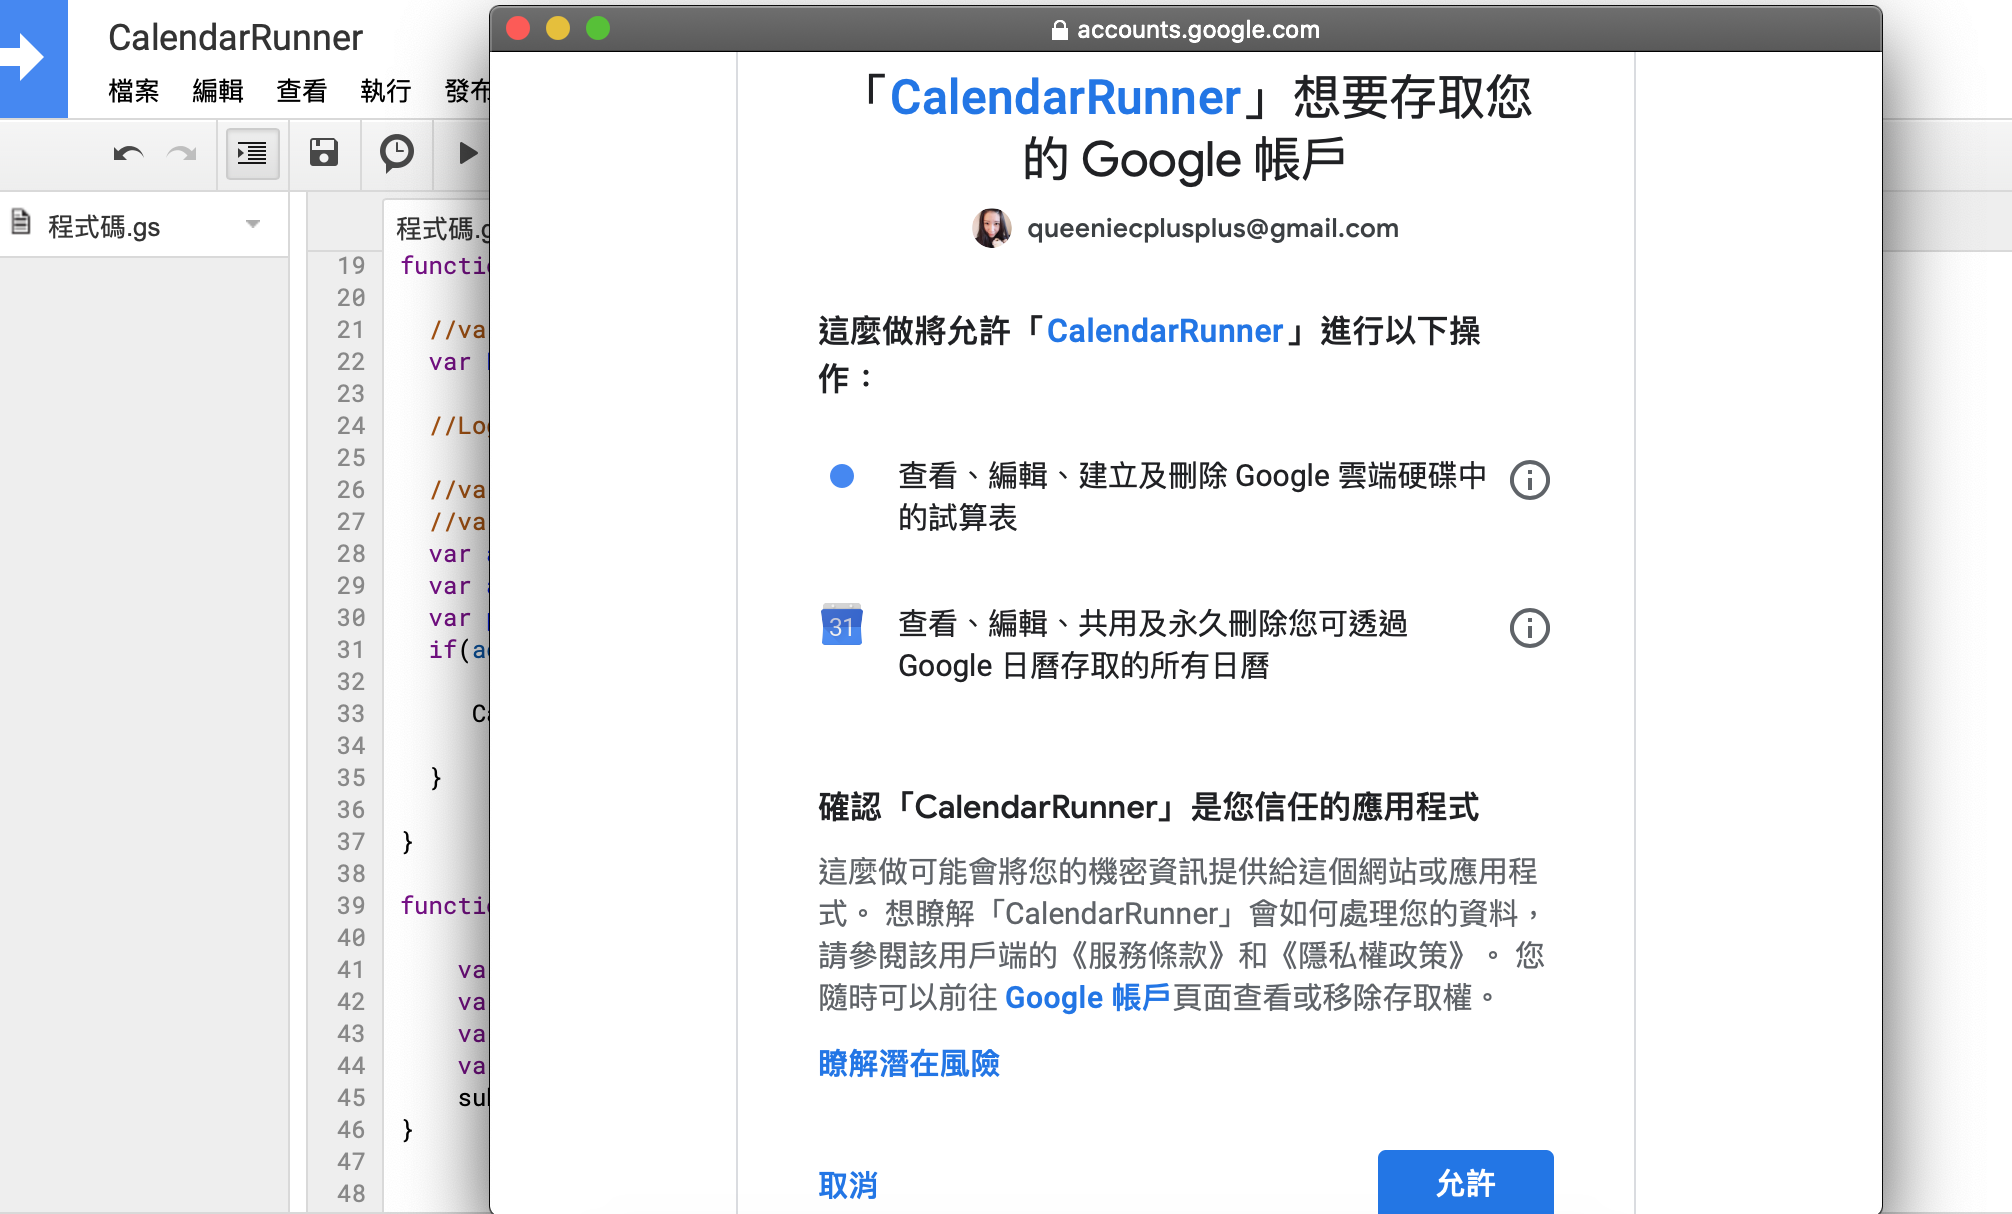 CalendarRunner
檔案 編輯 查看 執行 發布
程式碼.gs
程式碼.g
19 functi
20
21 //va
22 var
23
24 //Log
25
26 //va
27 //va
28 var
29 var
30 var
31 if(a
32
33 Ca
34
35 }
36
37 }
38
39 functi
40
41 va
42 va
43 va
44 va
45 sul
46 }
47
48
accounts.google.com
「CalendarRunner」想要存取您
的 Google 帳戶
queeniecplusplus@gmail.com
這麼做將允許「CalendarRunner」進行以下操
作：
查看、編輯、建立及刪除 Google 雲端硬碟中
的試算表
31
查看、編輯、共用及永久刪除您可透過
Google 日曆存取的所有日曆
確認「CalendarRunner」是您信任的應用程式
這麼做可能會將您的機密資訊提供給這個網站或應用程
式。 想瞭解「CalendarRunner」會如何處理您的資料，
請參閱該用戶端的《服務條款》和《隱私權政策》。 您
隨時可以前往 Google 帳戶頁面查看或移除存取權。
瞭解潛在風險
取消
允許